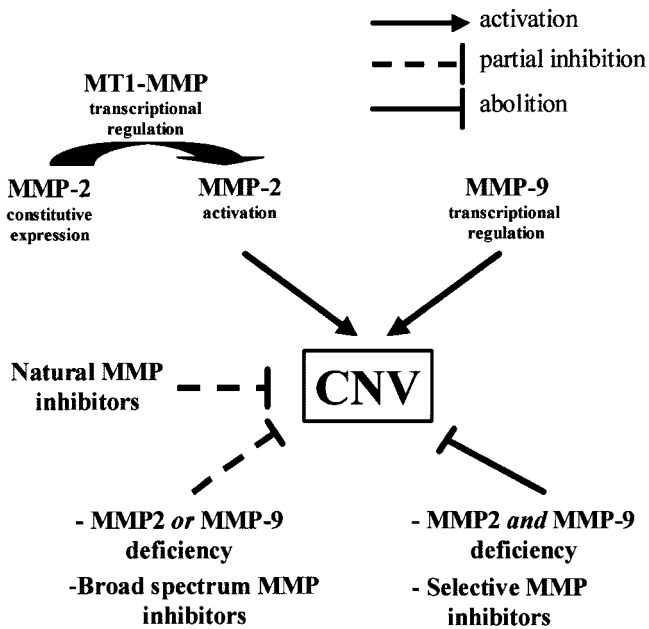 activation
partial inhibition
abolition
MT1-MMP
transcriptional
regulation
MMP-2
constitutive
expression
MMP-2
activation
MMP-9
transcriptional
regulation
Natural MMP
inhibitors
CNV
- MMP2 or MMP-9
deficiency
-Broad spectrum MMP
inhibitors
- MMP2 and MMP-9
deficiency
- Selective MMP
inhibitors